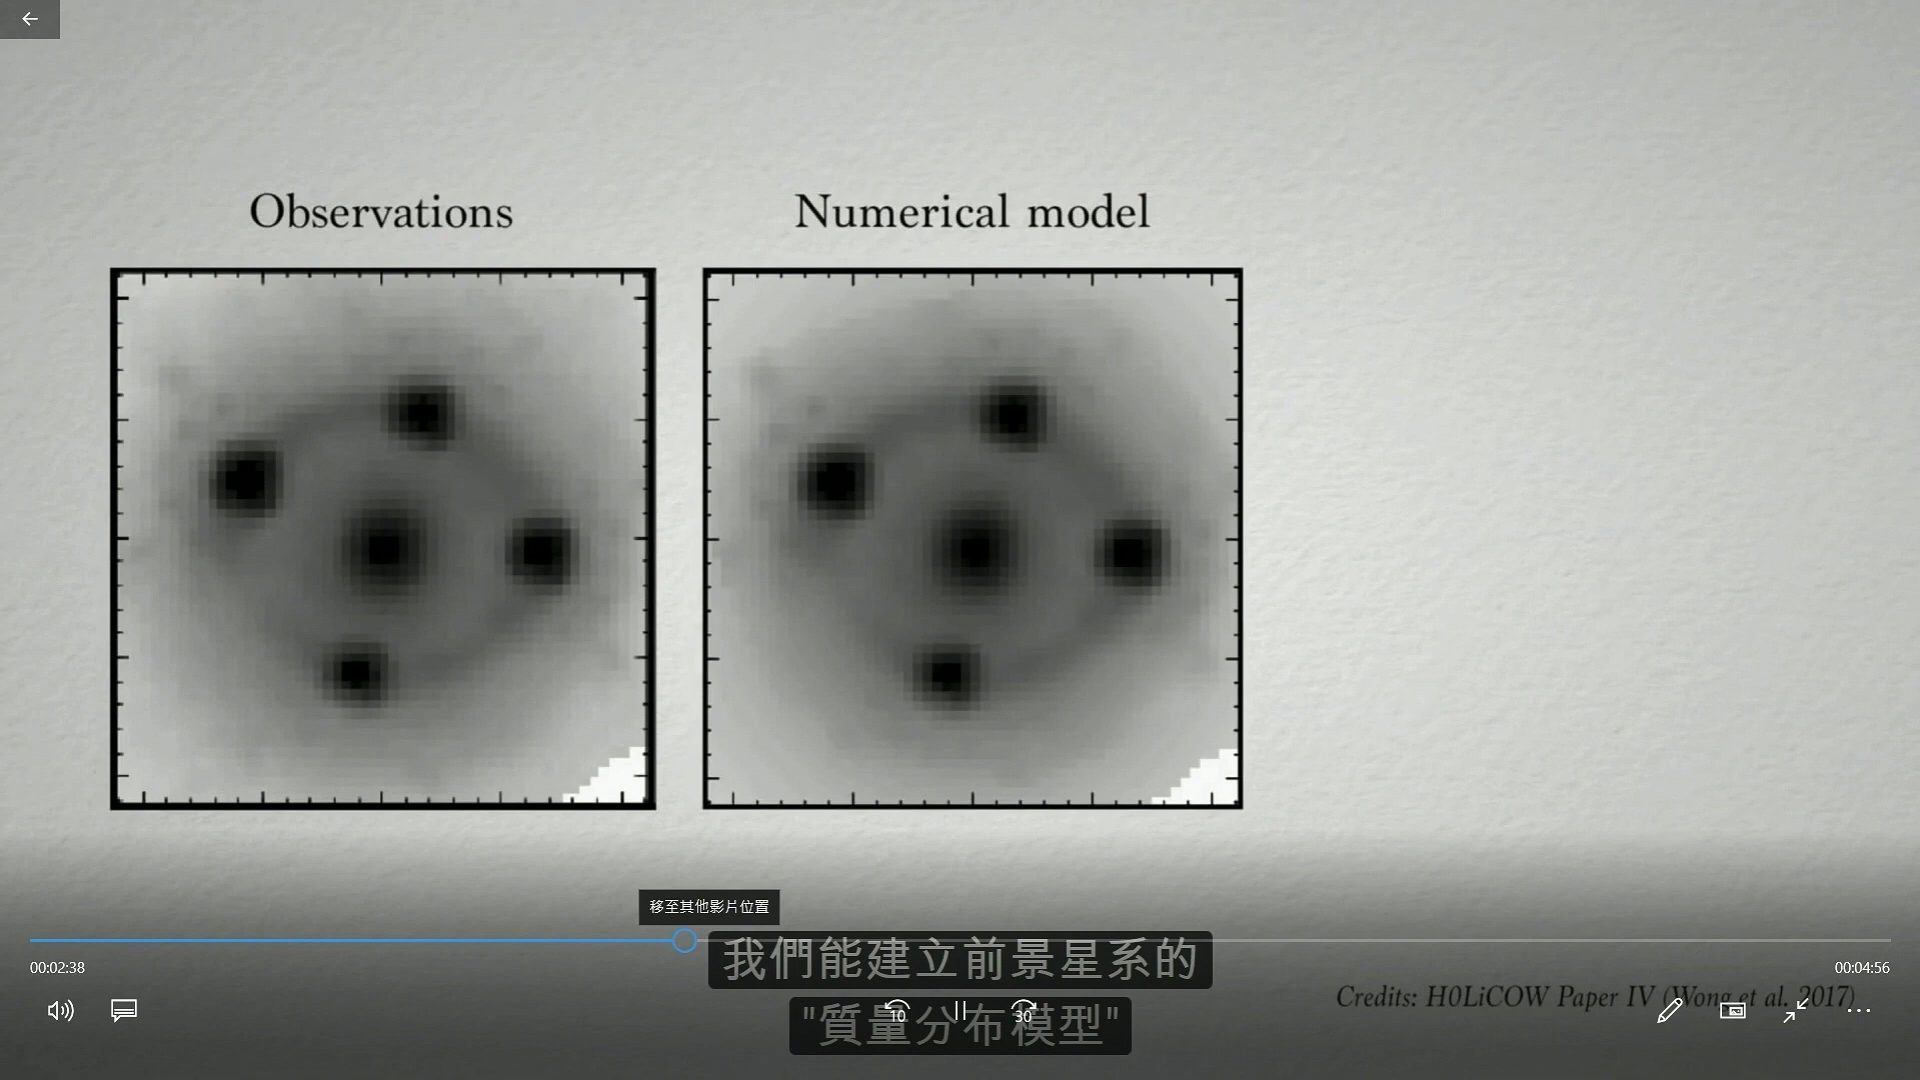 Observations
Numerical model
移至其他影片位置
我們能建立前景星系的
00:02:38
00:04:56
Credits: H0LiCOW Paper IV (Wong et al. 2017)
10
30
"質量分布模型"